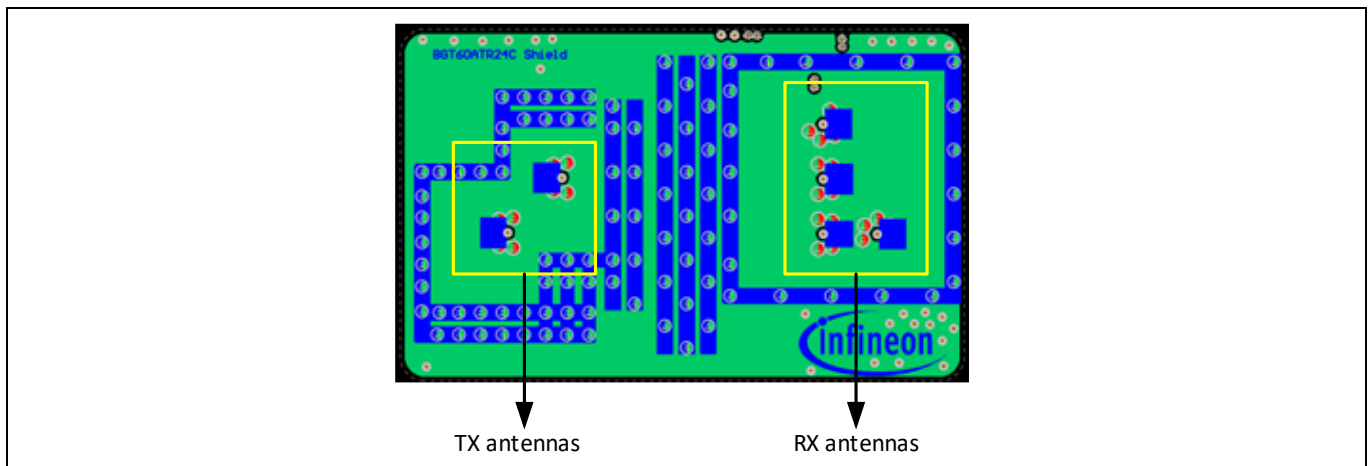 BGT60ATR24C Shield
infineon
TX antennas
RX antennas